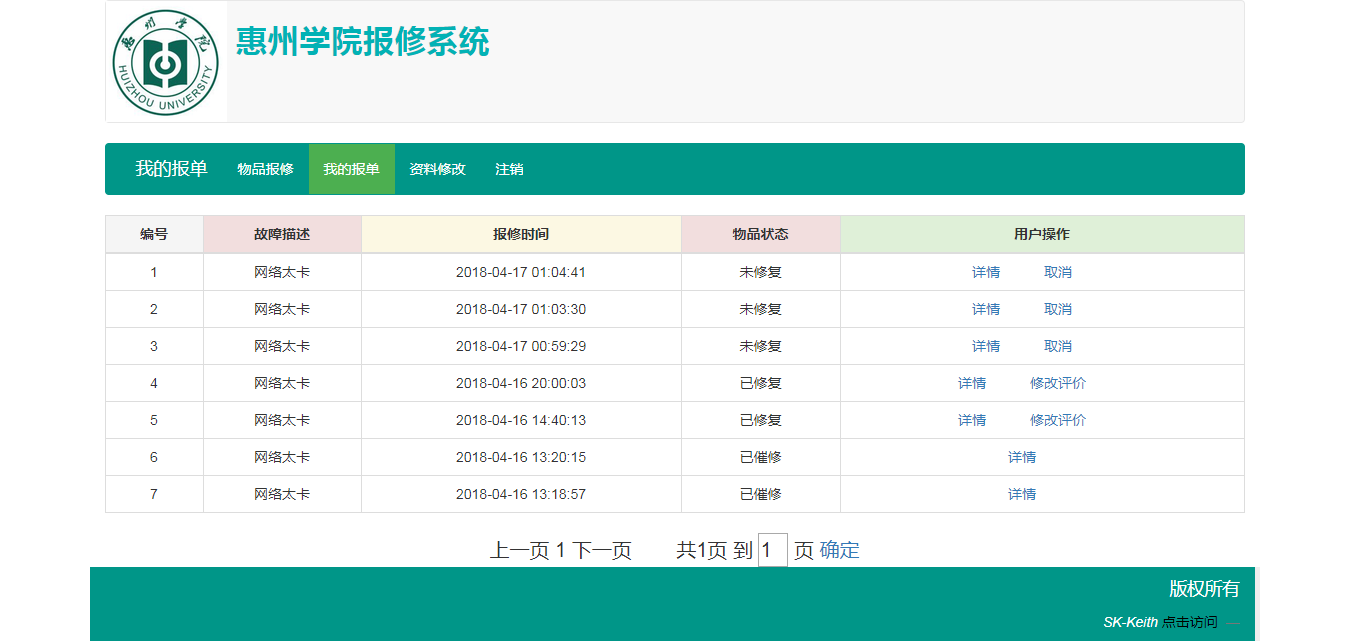 惠州学院
HUIZHOU UNIVERSITY
惠州学院报修系统
我的报单 物品报修 我的报单 资料修改 注销
编号 故障描述 报修时间 物品状态 用户操作
1 网络太卡 2018-04-17 01:04:41 未修复 详情 取消
2 网络太卡 2018-04-17 01:03:30 未修复 详情 取消
3 网络太卡 2018-04-17 00:59:29 未修复 详情 取消
4 网络太卡 2018-04-16 20:00:03 已修复 详情 修改评价
5 网络太卡 2018-04-16 14:40:13 已修复 详情 修改评价
6 网络太卡 2018-04-16 13:20:15 已催修 详情
7 网络太卡 2018-04-16 13:18:57 已催修 详情
上一页 1 下一页 共1页 到 1 页 确定
版权所有
SK-Keith 点击访问